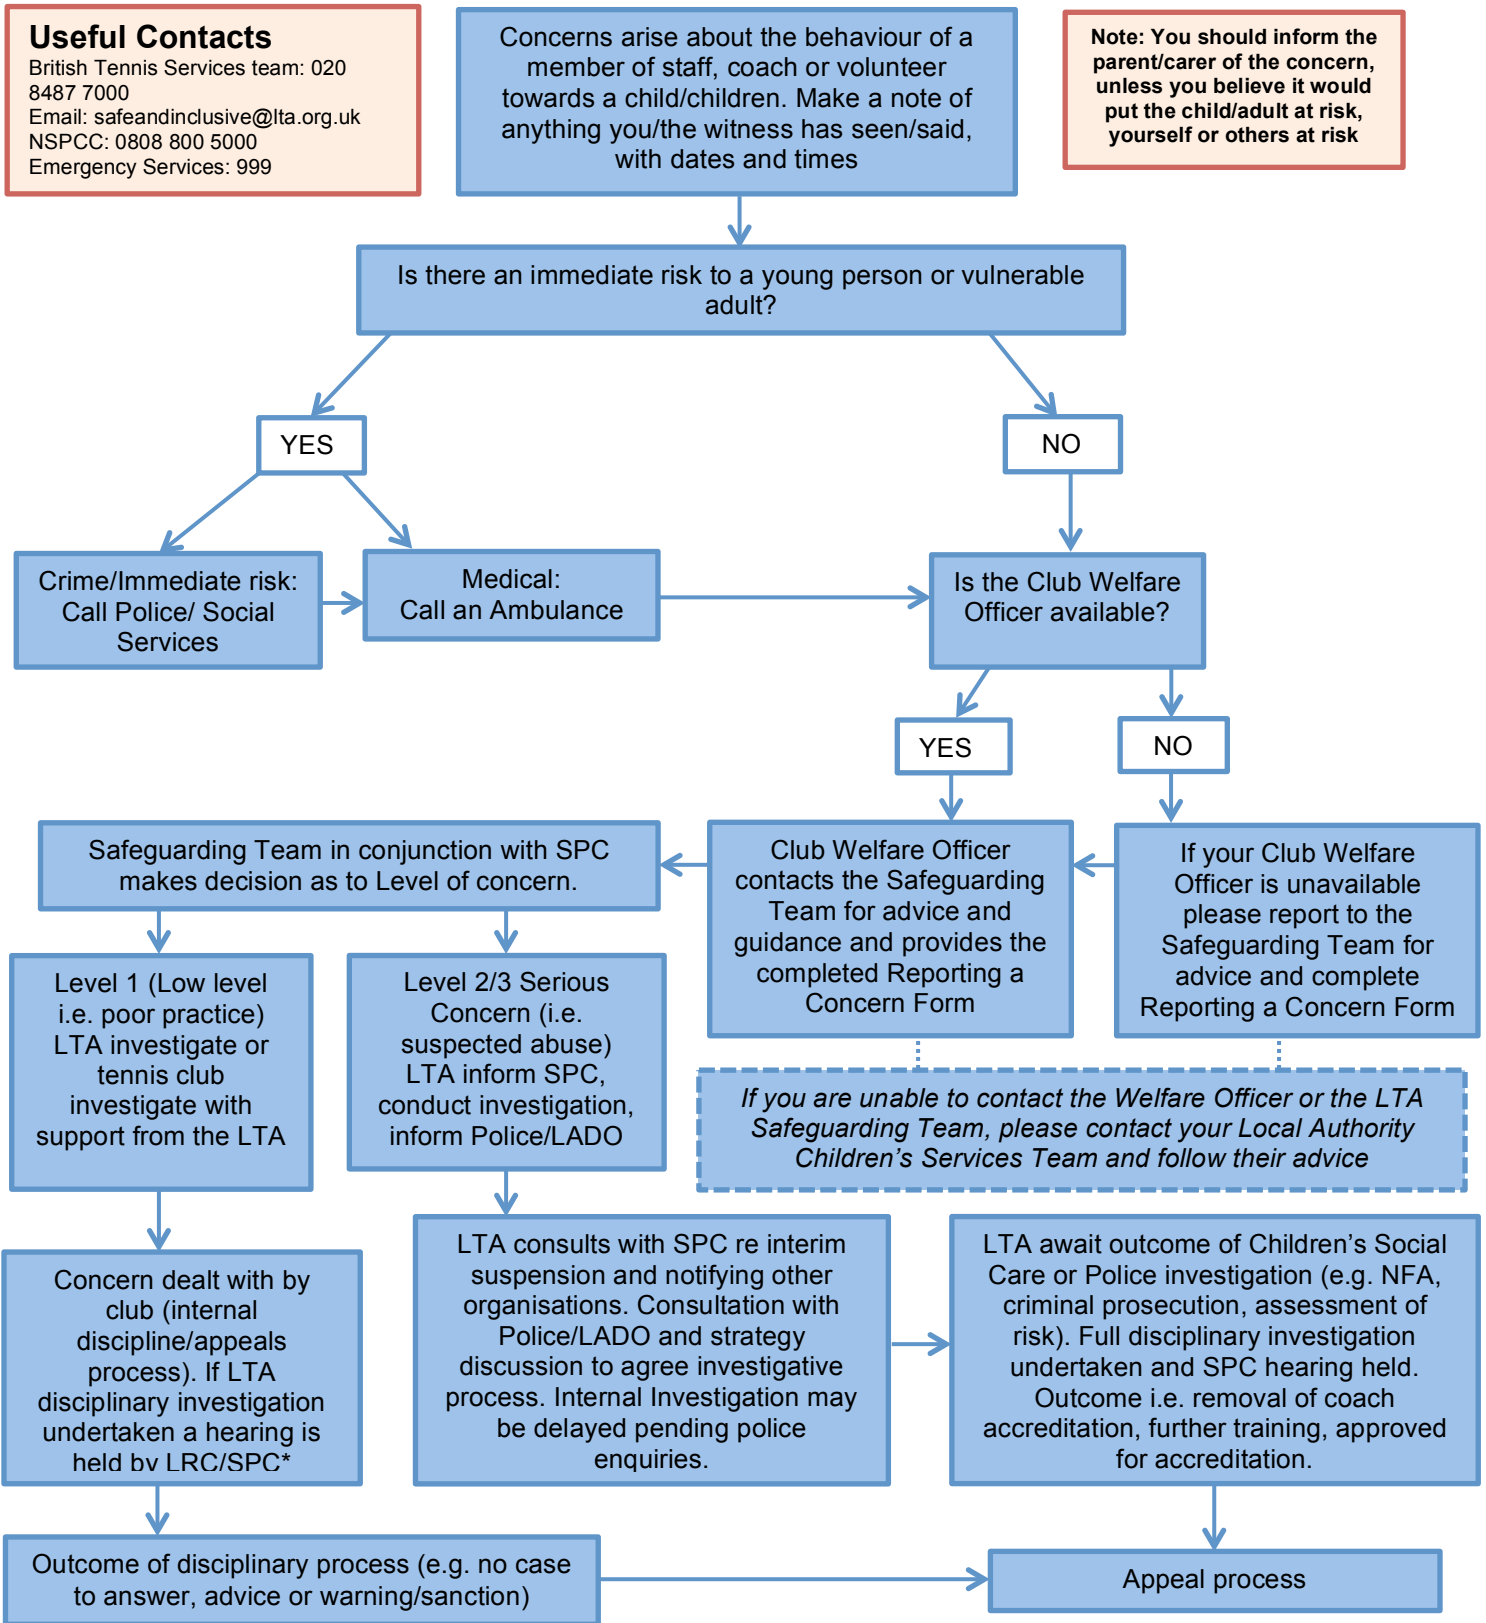 Useful Contacts
British Tennis Services team: 020
8487 7000
Email: safeandinclusive@lta.org.uk
NSPCC: 0808 800 5000
Emergency Services: 999
Concerns arise about the behaviour of a
member of staff, coach or volunteer
towards a child/children. Make a note of
anything you/the witness has seen/said,
with dates and times
Note: You should inform the
parent/carer of the concern,
unless you believe it would
put the child/adult at risk,
yourself or others at risk
Is there an immediate risk to a young person or vulnerable
adult?
YES
NO
Crime/Immediate risk:
Call Police/ Social
Services
Medical:
Call an Ambulance
Is the Club Welfare
Officer available?
YES
NO
Safeguarding Team in conjunction with SPC
makes decision as to Level of concern.
Club Welfare Officer
contacts the Safeguarding
Team for advice and
guidance and provides the
completed Reporting a
Concern Form
If your Club Welfare
Officer is unavailable
please report to the
Safeguarding Team for
advice and complete
Reporting a Concern Form
Level 1 (Low level
i.e. poor practice)
LTA investigate or
tennis club
investigate with
support from the LTA
Level 2/3 Serious
Concern (i.e.
suspected abuse)
LTA inform SPC,
conduct investigation,
inform Police/LADO
If you are unable to contact the Welfare Officer or the LTA
Safeguarding Team, please contact your Local Authority
Children's Services Team and follow their advice
Concern dealt with by
club (internal
discipline/appeals
process). If LTA
disciplinary investigation
undertaken a hearing is
held by LRC/SPC*
LTA consults with SPC re interim
suspension and notifying other
organisations. Consultation with
Police/LADO and strategy
discussion to agree investigative
process. Internal Investigation may
be delayed pending police
enquiries.
LTA await outcome of Children's Social
Care or Police investigation (e.g. NFA,
criminal prosecution, assessment of
risk). Full disciplinary investigation
undertaken and SPC hearing held.
Outcome i.e. removal of coach
accreditation, further training, approved
for accreditation.
Outcome of disciplinary process (e.g. no case
to answer, advice or warning/sanction)
Appeal process